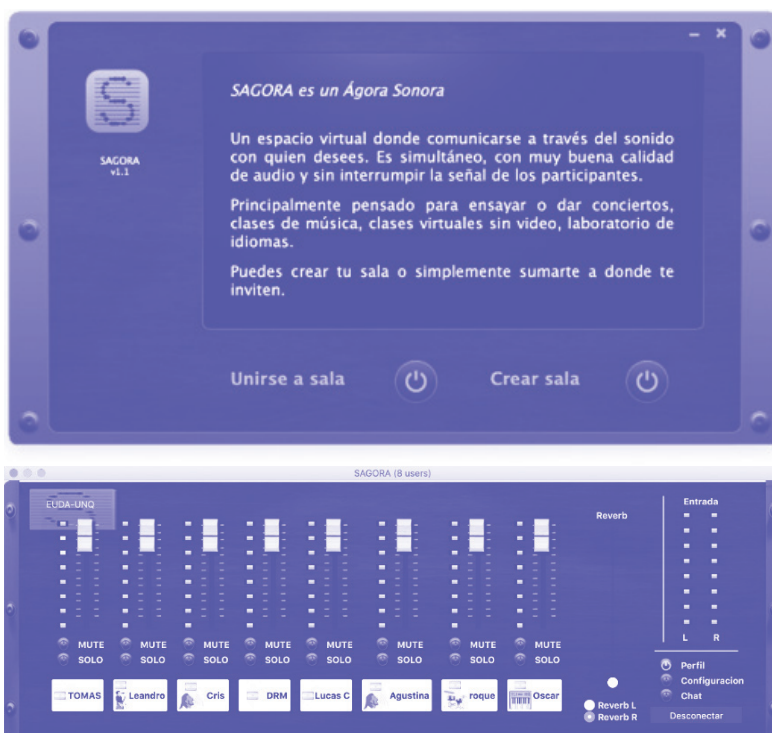 SAGORA
v1.1
SAGORA es un Ágora Sonora
Un espacio virtual donde comunicarse a través del sonido
con quien desees. Es simultáneo, con muy buena calidad
de audio y sin interrumpir la señal de los participantes.
Principalmente pensado para ensayar o dar conciertos,
clases de música, clases virtuales sin video, laboratorio de
idiomas.
Puedes crear tu sala o simplemente sumarte a donde te
inviten.
Unirse a sala Crear sala
SAGORA (8 users)
EUDA-UNQ
Reverb
Entrada
L R
MUTE MUTE MUTE MUTE MUTE MUTE MUTE MUTE
SOLO SOLO SOLO SOLO SOLO SOLO SOLO SOLO
TOMAS Leandro Cris DRM Lucas C Agustina roque Oscar
Reverb L
Reverb R
Perfil
Configuracion
Chat
Desconectar